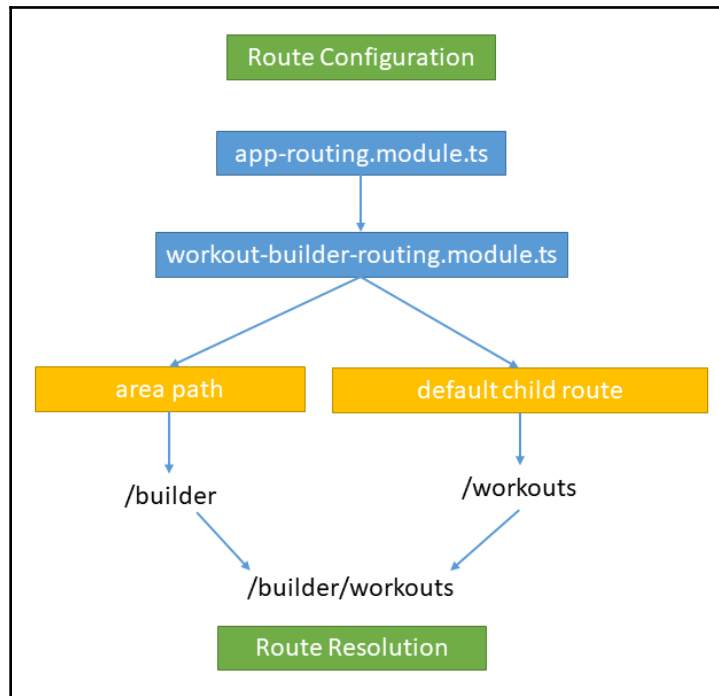 Route Configuration
app-routing.module.ts
workout-builder-routing.module.ts
area path
default child route
/builder
/workouts
/builder/workouts
Route Resolution